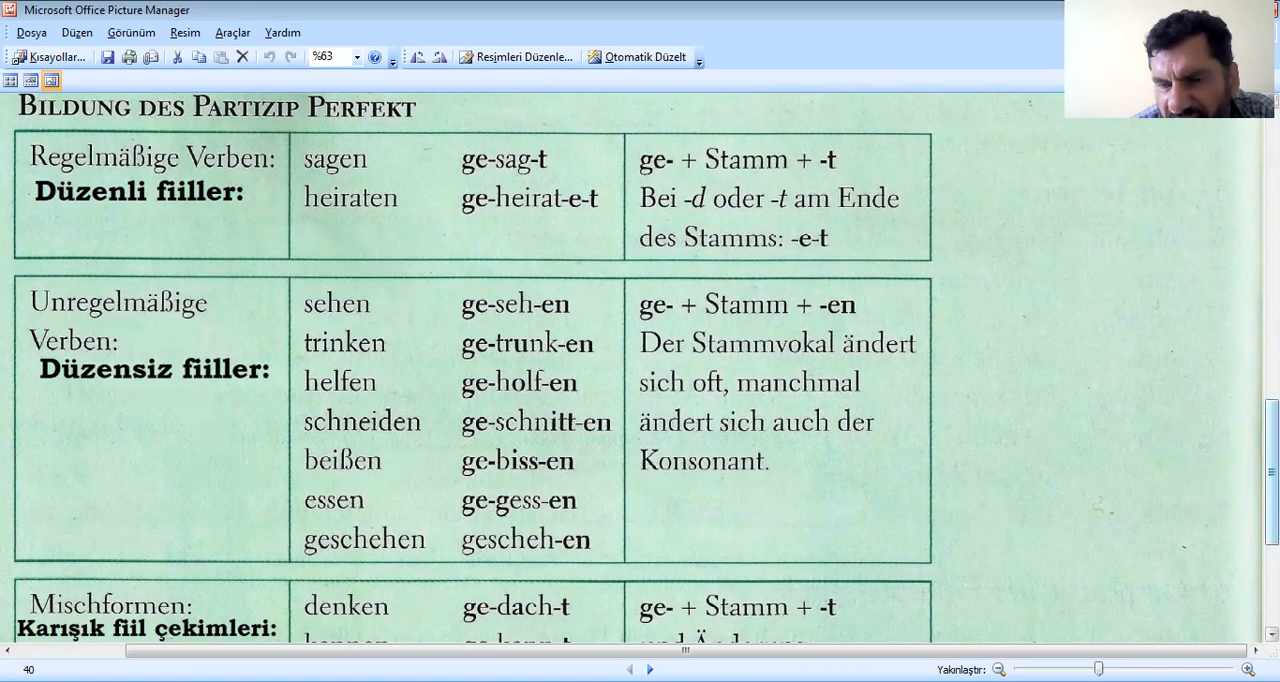 Microsoft Office Picture Manager
Dosya Düzen Görünüm Resim Araçlar Yardım
Kısayollar... %63 Resimleri Düzenle... Otomatik Düzelt
BILDUNG DES PARTIZIP PERFEKT
Regelmäßige Verben: sagen ge-sag-t ge- + Stamm + -t
Düzenli fiiller: heiraten ge-heirat-e-t Bei -d oder -t am Ende
des Stamms: -e-t
Unregelmäßige sehen ge-seh-en ge- + Stamm + -en
Verben: trinken ge-trunk-en Der Stammvokal ändert
Düzensiz fiiller: helfen ge-holf-en sich oft, manchmal
schneiden ge-schnitt-en ändert sich auch der
beißen ge-biss-en Konsonant.
essen ge-gess-en
geschehen gescheh-en
Mischformen: denken ge-dach-t ge- + Stamm + -t
Karışık fiil çekimleri:
40 Yakınlaştır: